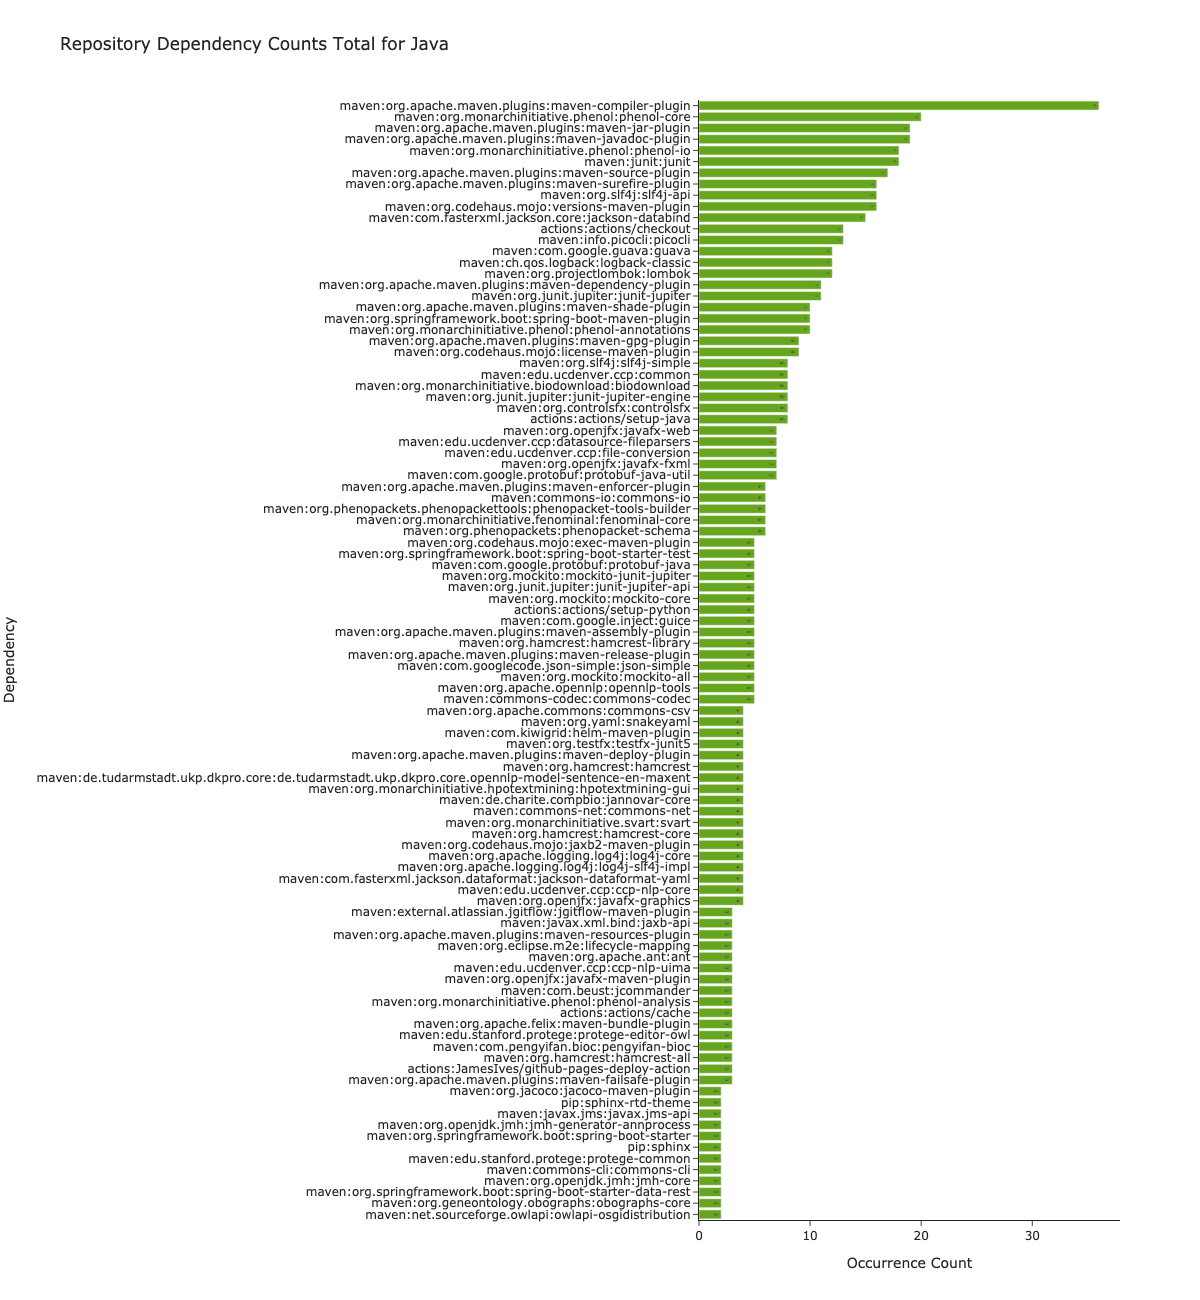 Repository Dependency Counts Total for Java
maven:org.apache.maven.plugins:maven-compiler-plugin
maven:org.monarchinitiative.phenol:phenol-core
maven:org.apache.maven.plugins:maven-jar-plugin
maven:org.apache.maven.plugins:maven-javadoc-plugin
maven:org.monarchinitiative.phenol:phenol-io
maven:junit:junit
maven:org.apache.maven.plugins:maven-source-plugin
maven:org.apache.maven.plugins:maven-surefire-plugin
maven:org.slf4j:slf4j-api
maven:org.codehaus.mojo:versions-maven-plugin
maven:com.fasterxml.jackson.core:jackson-databind
actions:actions/checkout
maven:info.picocli:picocli
maven:com.google.guava:guava
maven:ch.qos.logback:logback-classic
maven:org.projectlombok:lombok
maven:org.apache.maven.plugins:maven-dependency-plugin
maven:org.junit.jupiter:junit-jupiter
maven:org.apache.maven.plugins:maven-shade-plugin
maven:org.springframework.boot:spring-boot-maven-plugin
maven:org.monarchinitiative.phenol:phenol-annotations
maven:org.apache.maven.plugins:maven-gpg-plugin
maven:org.codehaus.mojo:license-maven-plugin
maven:org.slf4j:slf4j-simple
maven:edu.ucdenver.ccp:common
maven:org.monarchinitiative.biodownload:biodownload
maven:org.junit.jupiter:junit-jupiter-engine
maven:org.controlsfx:controlsfx
actions:actions/setup-java
maven:org.openjfx:javafx-web
maven:edu.ucdenver.ccp:datasource-fileparsers
maven:edu.ucdenver.ccp:file-conversion
maven:org.openjfx:javafx-fxml
maven:com.google.protobuf:protobuf-java-util
maven:org.apache.maven.plugins:maven-enforcer-plugin
maven:commons-io:commons-io
maven:org.phenopackets.phenopackettools:phenopacket-tools-builder
maven:org.monarchinitiative.fenominal:fenominal-core
maven:org.phenopackets:phenopacket-schema
maven:org.codehaus.mojo:exec-maven-plugin
maven:org.springframework.boot:spring-boot-starter-test
maven:com.google.protobuf:protobuf-java
maven:org.mockito:mockito-junit-jupiter
maven:org.junit.jupiter:junit-jupiter-api
maven:org.mockito:mockito-core
actions:actions/setup-python
maven:com.google.inject:guice
maven:org.apache.maven.plugins:maven-assembly-plugin
maven:org.hamcrest:hamcrest-library
maven:org.apache.maven.plugins:maven-release-plugin
maven:com.googlecode.json-simple:json-simple
maven:org.mockito:mockito-all
maven:org.apache.opennlp:opennlp-tools
maven:commons-codec:commons-codec
maven:org.apache.commons:commons-csv
maven:org.yaml:snakeyaml
maven:com.kiwigrid:helm-maven-plugin
maven:org.testfx:testfx-junit5
maven:org.apache.maven.plugins:maven-deploy-plugin
maven:org.hamcrest:hamcrest
maven:de.tudarmstadt.ukp.dkpro.core:de.tudarmstadt.ukp.dkpro.core.opennlp-model-sentence-en-maxent
maven:org.monarchinitiative.hpotextmining:hpotextmining-gui
maven:de.charite.compbio:jannovar-core
maven:commons-net:commons-net
maven:org.monarchinitiative.svart:svart
maven:org.hamcrest:hamcrest-core
maven:org.codehaus.mojo:jaxb2-maven-plugin
maven:org.apache.logging.log4j:log4j-core
maven:org.apache.logging.log4j:log4j-slf4j-impl
maven:com.fasterxml.jackson.dataformat:jackson-dataformat-yaml
maven:edu.ucdenver.ccp:ccp-nlp-core
maven:org.openjfx:javafx-graphics
maven:external.atlassian.jgitflow:jgitflow-maven-plugin
maven:javax.xml.bind:jaxb-api
maven:org.apache.maven.plugins:maven-resources-plugin
maven:org.eclipse.m2e:lifecycle-mapping
maven:org.apache.ant:ant
maven:edu.ucdenver.ccp:ccp-nlp-uima
maven:org.openjfx:javafx-maven-plugin
maven:com.beust:jcommander
maven:org.monarchinitiative.phenol:phenol-analysis
actions:actions/cache
maven:org.apache.felix:maven-bundle-plugin
maven:edu.stanford.protege:protege-editor-owl
maven:com.pengyifan.bioc:pengyifan-bioc
maven:org.hamcrest:hamcrest-all
actions:JamesIves/github-pages-deploy-action
maven:org.apache.maven.plugins:maven-failsafe-plugin
maven:org.jacoco:jacoco-maven-plugin
pip:sphinx-rtd-theme
maven:javax.jms:javax.jms-api
maven:org.openjdk.jmh:jmh-generator-annprocess
maven:org.springframework.boot:spring-boot-starter
pip:sphinx
maven:edu.stanford.protege:protege-common
maven:commons-cli:commons-cli
maven:org.openjdk.jmh:jmh-core
maven:org.springframework.boot:spring-boot-starter-data-rest
maven:org.geneontology.obographs:obographs-core
maven:net.sourceforge.owlapi:owlapi-osgidistribution
Dependency
0 10 20 30
Occurrence Count